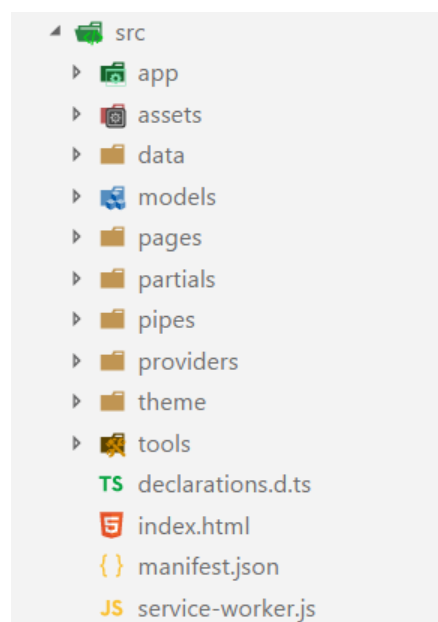 src
app
assets
data
models
pages
partials
pipes
providers
theme
tools
TS declarations.d.ts
5 index.html
{ } manifest.json
JS service-worker.js